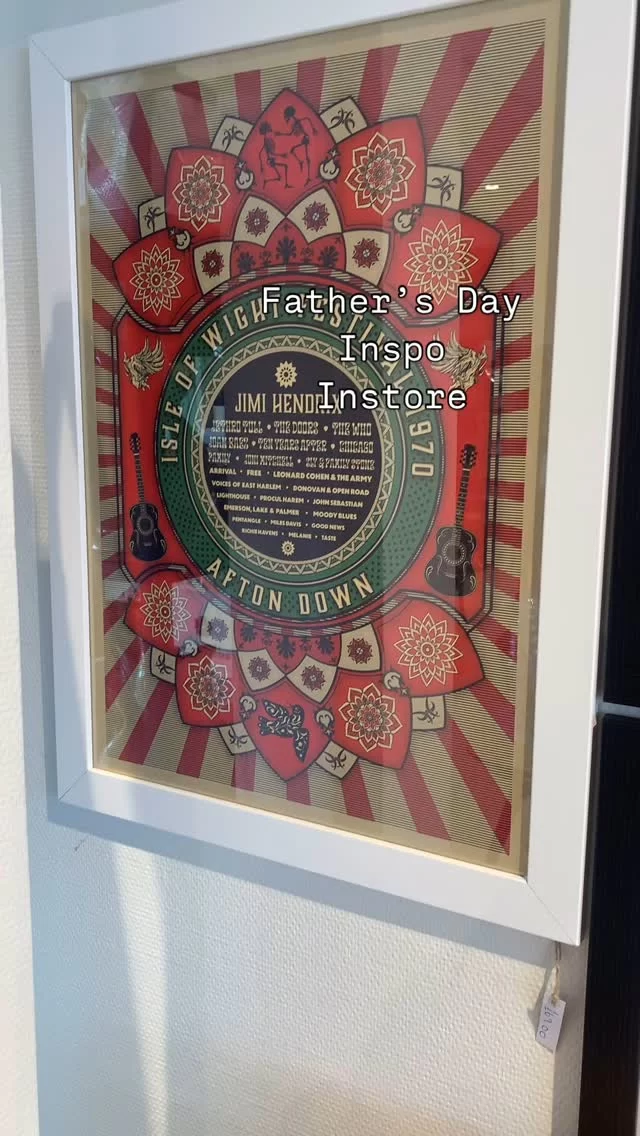 Father's Day
Inspo
Instore
ISLE OF WIGHT FESTIVAL 1970
JIMI HENDRIX
JETHRO TULL • THE DOORS • THE WHO
JOAN BAEZ • TEN YEARS AFTER • CHICAGO
FAMILY • JONI MITCHELL • SLY & FAMILY STONE
ARRIVAL • FREE • LEONARD COHEN & THE ARMY
VOICES OF EAST HARLEM • DONOVAN & OPEN ROAD
LIGHTHOUSE • PROCUL HAREM • JOHN SEBASTIAN
EMERSON, LAKE & PALMER • MOODY BLUES
PENTANGLE • MILES DAVIS • GOOD NEWS
RICHIE HAVENS • MELANIE • TASTE
AFTON DOWN